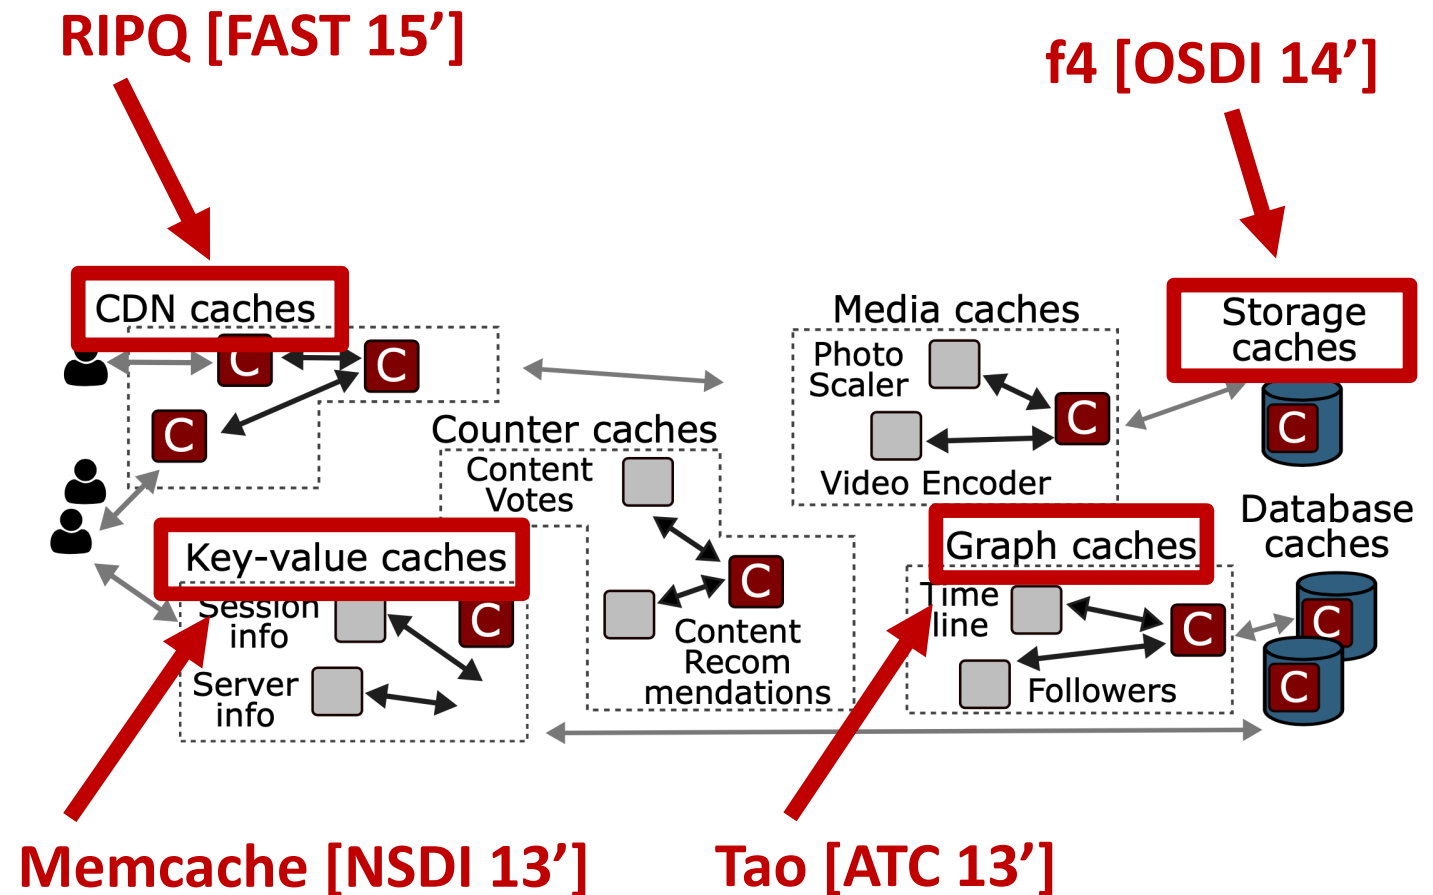 RIPQ [FAST 15’]
f4 [OSDI 14’]
CDN caches
C
C
C
Media caches
Photo
Scaler
C
Video Encoder
Storage
caches
C
Counter caches
Content
Votes
C
Content
Recom
mendations
Key-value caches
Session
info
C
Server
info
Graph caches
Time
line
C
Followers
Database
caches
C
C
Memcache [NSDI 13’]
Tao [ATC 13’]